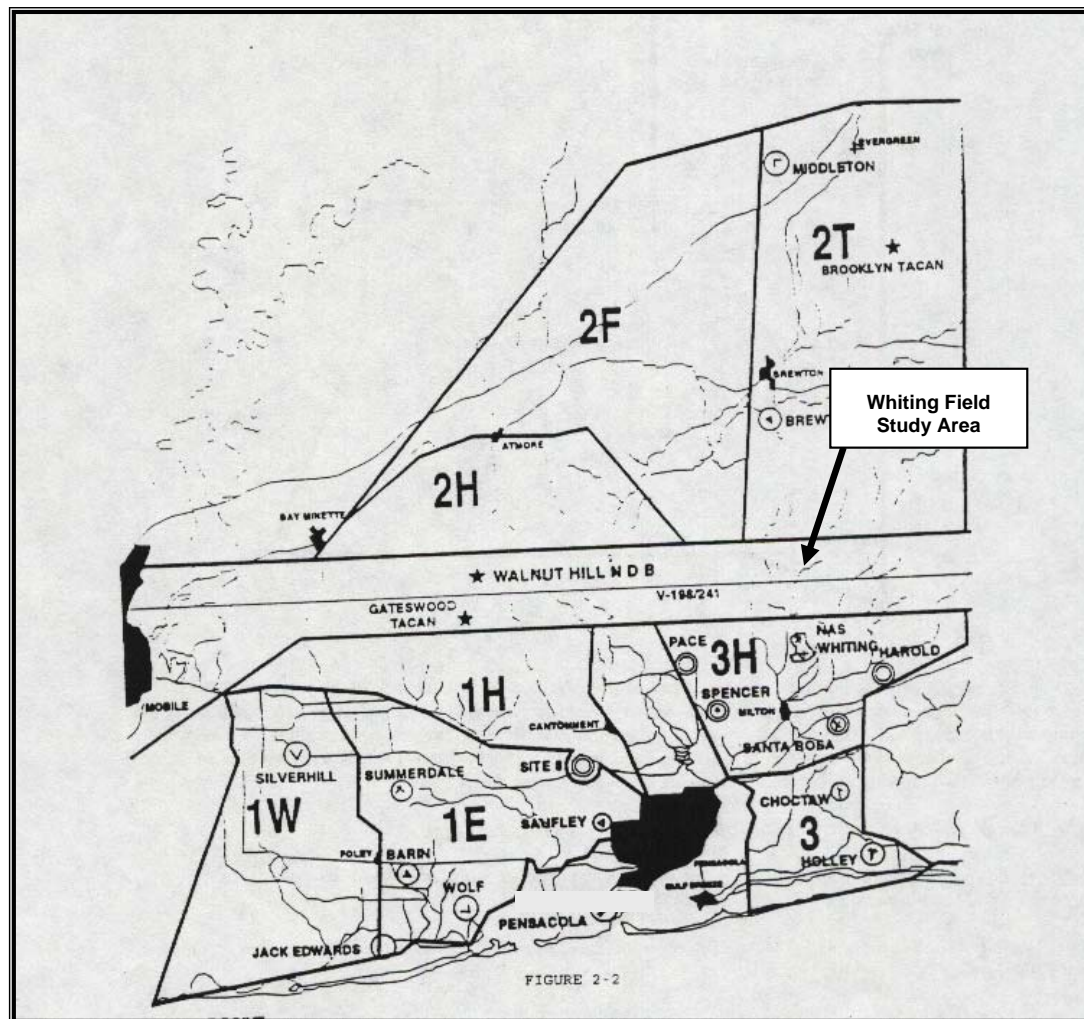 EVERGREEN
MIDDLETON
2T
BROOKLYN TACAN
2F
BREWTON
Whiting Field
Study Area
ATMORE
2H
BAY MINETTE
WALNUT HILL N D B
V-198/241
GATESWOOD
TACAN
NAS
WHITING
PACE
3H
HAROLD
SPENCER
1H
MILTON
MOBILE
CANTONMENT
SANTA ROSA
SITE 8
SILVERHILL
SUMMERDALE
CHOCTAW
1W
1E
SAUFLEY
3
FOLEY
BARIN
PENSACOLA
HOLLEY
GULF BREEZE
WOLF
PENSACOLA
JACK EDWARDS
FIGURE 2-2